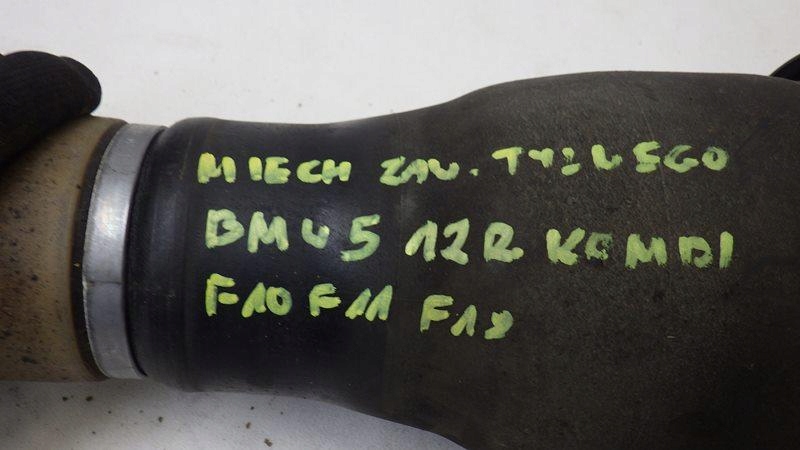 MIECH ZAW. TYLNEGO
BMW 5 12R KOMBI
F10 F11 F18